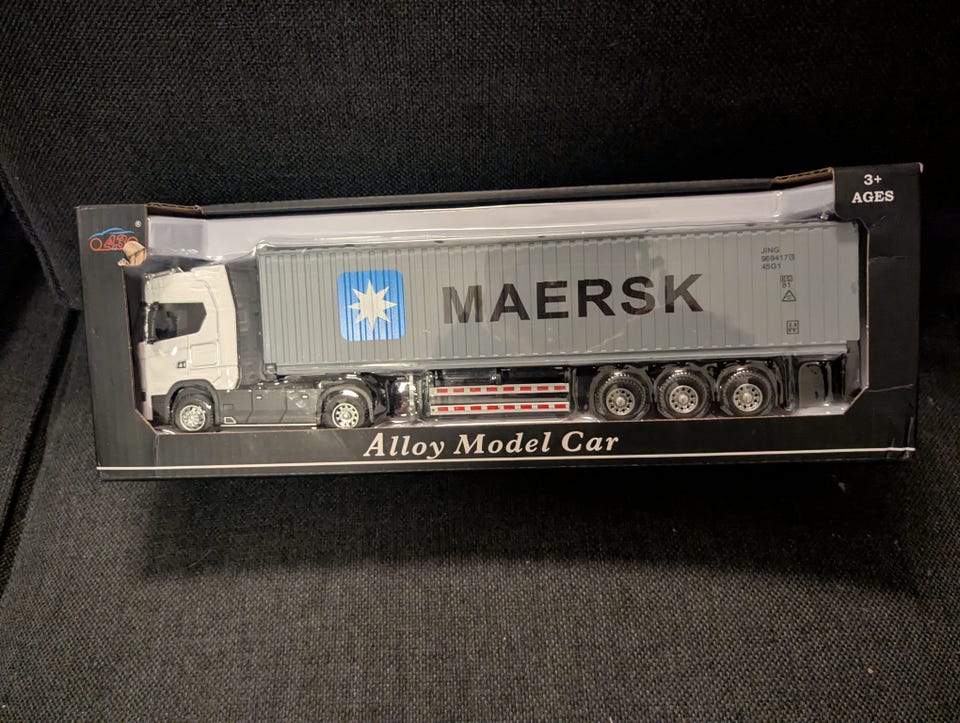 3+
AGES
®
MAERSK
JING
45G1
Alloy Model Car